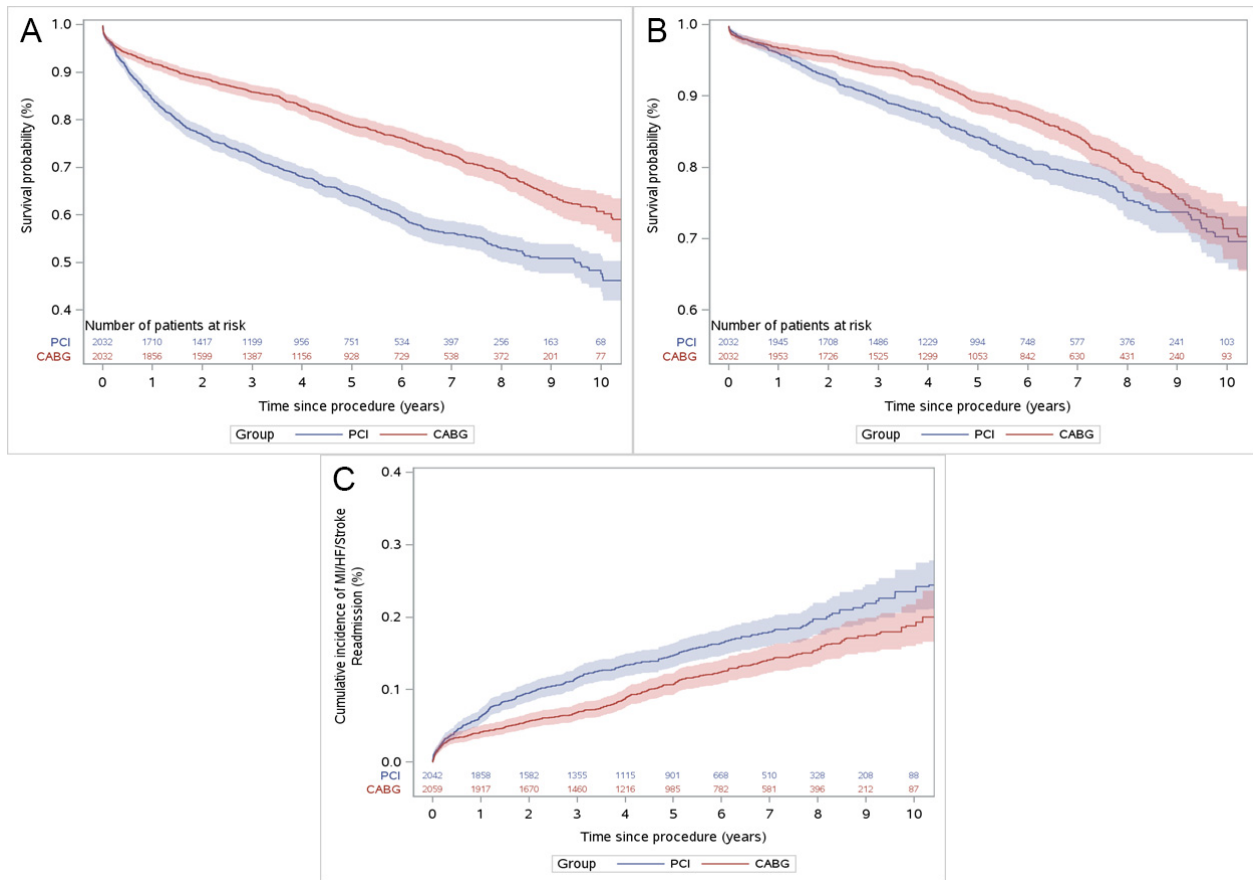 A
Survival probability (%)
1.0
0.9
0.8
0.7
0.6
0.5
0.4
Number of patients at risk
PCI 2032 1710 1417 1199 956 751 534 397 256 163 68
CABG 2032 1856 1599 1387 1156 928 729 538 372 201 77
0 1 2 3 4 5 6 7 8 9 10
Time since procedure (years)
Group PCI CABG
B
Survival probability (%)
1.0
0.9
0.8
0.7
0.6
Number of patients at risk
PCI 2032 1945 1708 1486 1229 994 748 577 376 241 103
CABG 2032 1953 1726 1525 1299 1053 842 630 431 240 93
0 1 2 3 4 5 6 7 8 9 10
Time since procedure (years)
Group PCI CABG
C
Cumulative incidence of MI/HF/Stroke
Readmission (%)
0.4
0.3
0.2
0.1
0.0
PCI 2042 1858 1582 1355 1115 901 668 510 328 208 88
CABG 2059 1917 1670 1460 1216 985 782 581 396 212 87
0 1 2 3 4 5 6 7 8 9 10
Time since procedure (years)
Group PCI CABG